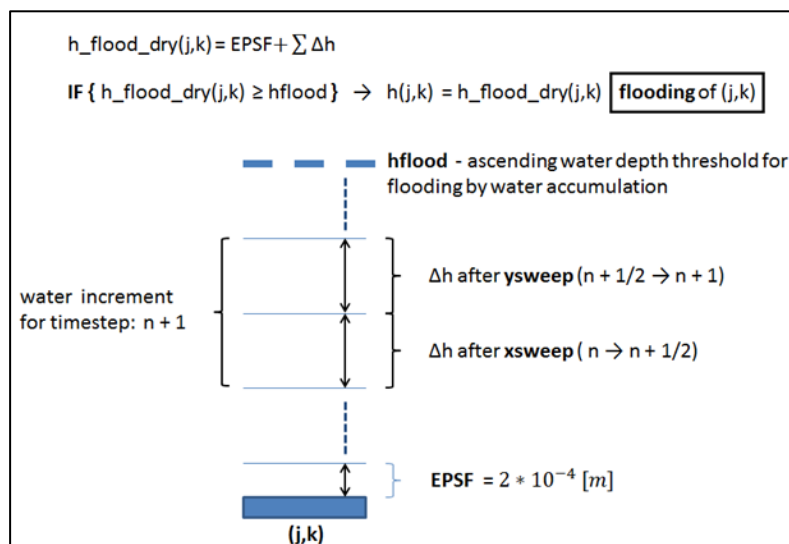 h_flood_dry(j,k) = EPSF+ ∑ Δh
IF { h_flood_dry(j,k) ≥ hflood } → h(j,k) = h_flood_dry(j,k) flooding of (j,k)
hflood - ascending water depth threshold for
flooding by water accumulation
Δh after ysweep (n + 1/2 → n + 1)
water increment
for timestep: n + 1
Δh after xsweep ( n → n + 1/2)
EPSF = 2 * 10⁻⁴ [m]
(j,k)